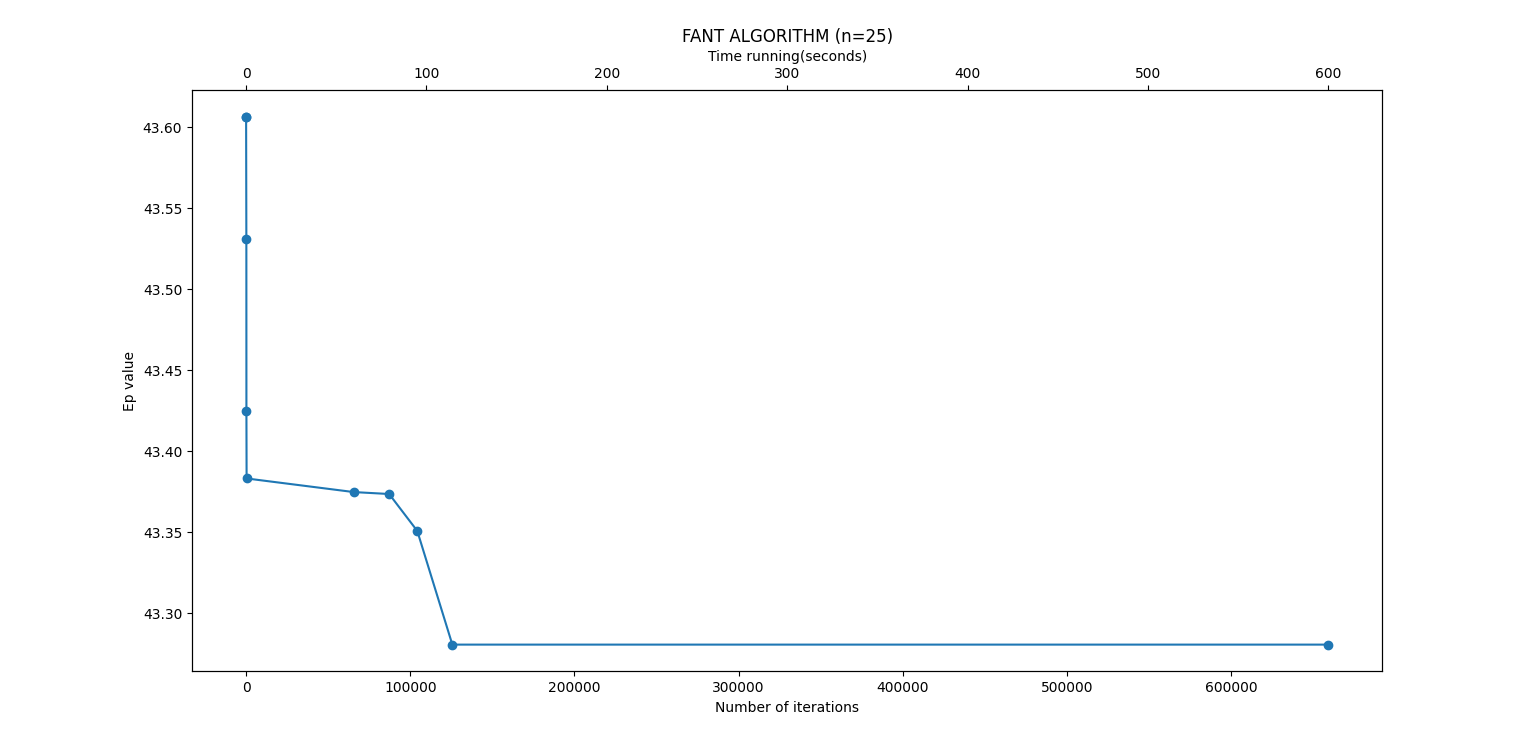 FANT ALGORITHM (n=25)
Time running(seconds)
0 100 200 300 400 500 600
43.60
43.55
43.50
43.45
43.40
43.35
43.30
Ep value
0 100000 200000 300000 400000 500000 600000
Number of iterations